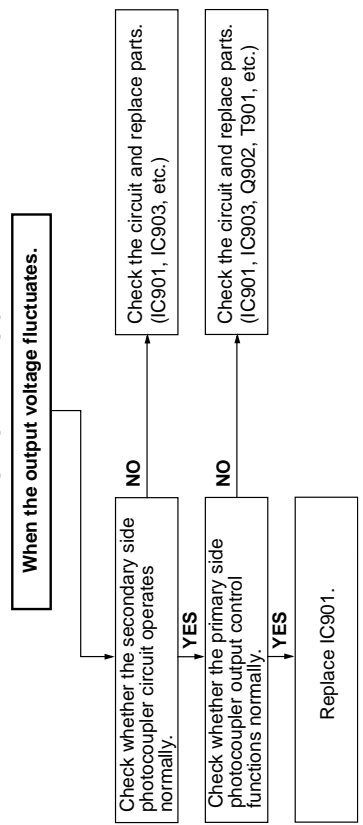 When the output voltage fluctuates.
Check whether the secondary side
photocoupler circuit operates
normally.
NO
Check the circuit and replace parts.
(IC901, IC903, etc.)
YES
Check whether the primary side
photocoupler output control
functions normally.
NO
Check the circuit and replace parts.
(IC901, IC903, Q902, T901, etc.)
YES
Replace IC901.